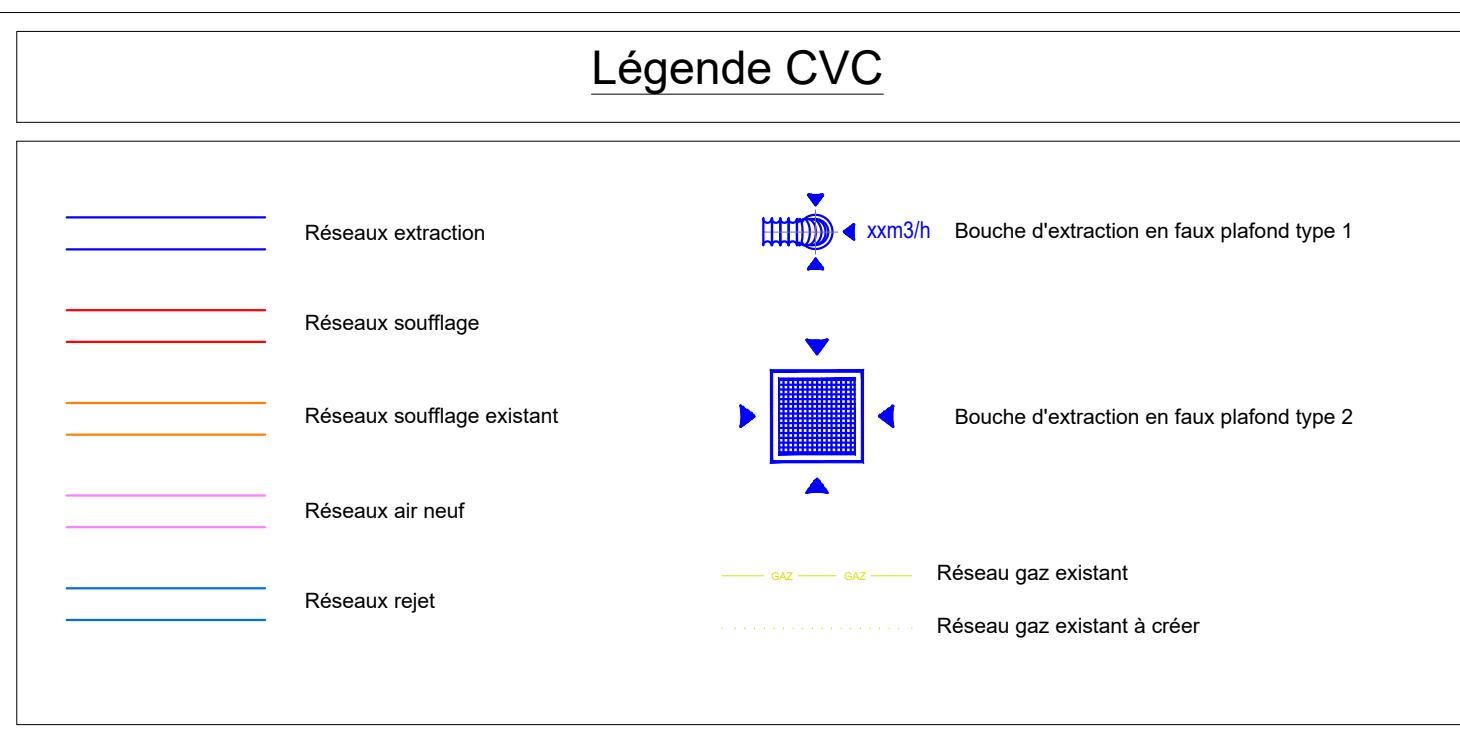 Légende CVC
Réseaux extraction
Réseaux soufflage
Réseaux soufflage existant
Réseaux air neuf
Réseaux rejet
xxm3/h
Bouche d'extraction en faux plafond type 1
Bouche d'extraction en faux plafond type 2
GAZ GAZ
Réseau gaz existant
Réseau gaz existant à créer